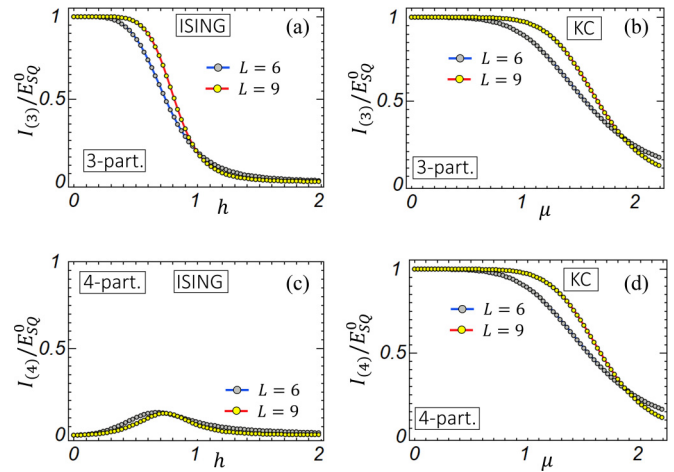 ISING
(a)
I(3)/E⁰SQ
1
0.5
0
L = 6
L = 9
3-part.
0
1
2
h
KC
(b)
I(3)/E⁰SQ
1
0.5
0
L = 6
L = 9
3-part.
0
1
2
μ
4-part.
ISING
(c)
I(4)/E⁰SQ
1
0.5
0
L = 6
L = 9
0
1
2
h
KC
(d)
I(4)/E⁰SQ
1
0.5
0
L = 6
L = 9
4-part.
0
1
2
μ